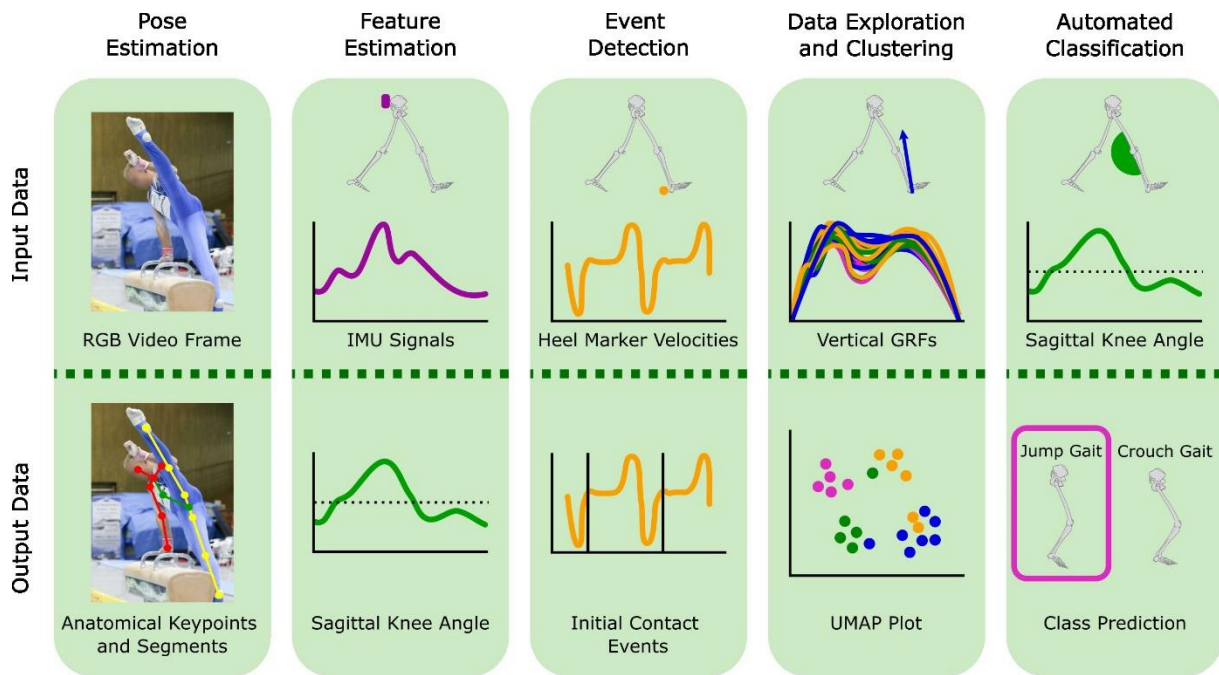 Pose
Estimation
Feature
Estimation
Event
Detection
Data Exploration
and Clustering
Automated
Classification
Input Data
RGB Video Frame
IMU Signals
Heel Marker Velocities
Vertical GRFs
Sagittal Knee Angle
Output Data
Jump Gait
Crouch Gait
Anatomical Keypoints
and Segments
Sagittal Knee Angle
Initial Contact
Events
UMAP Plot
Class Prediction